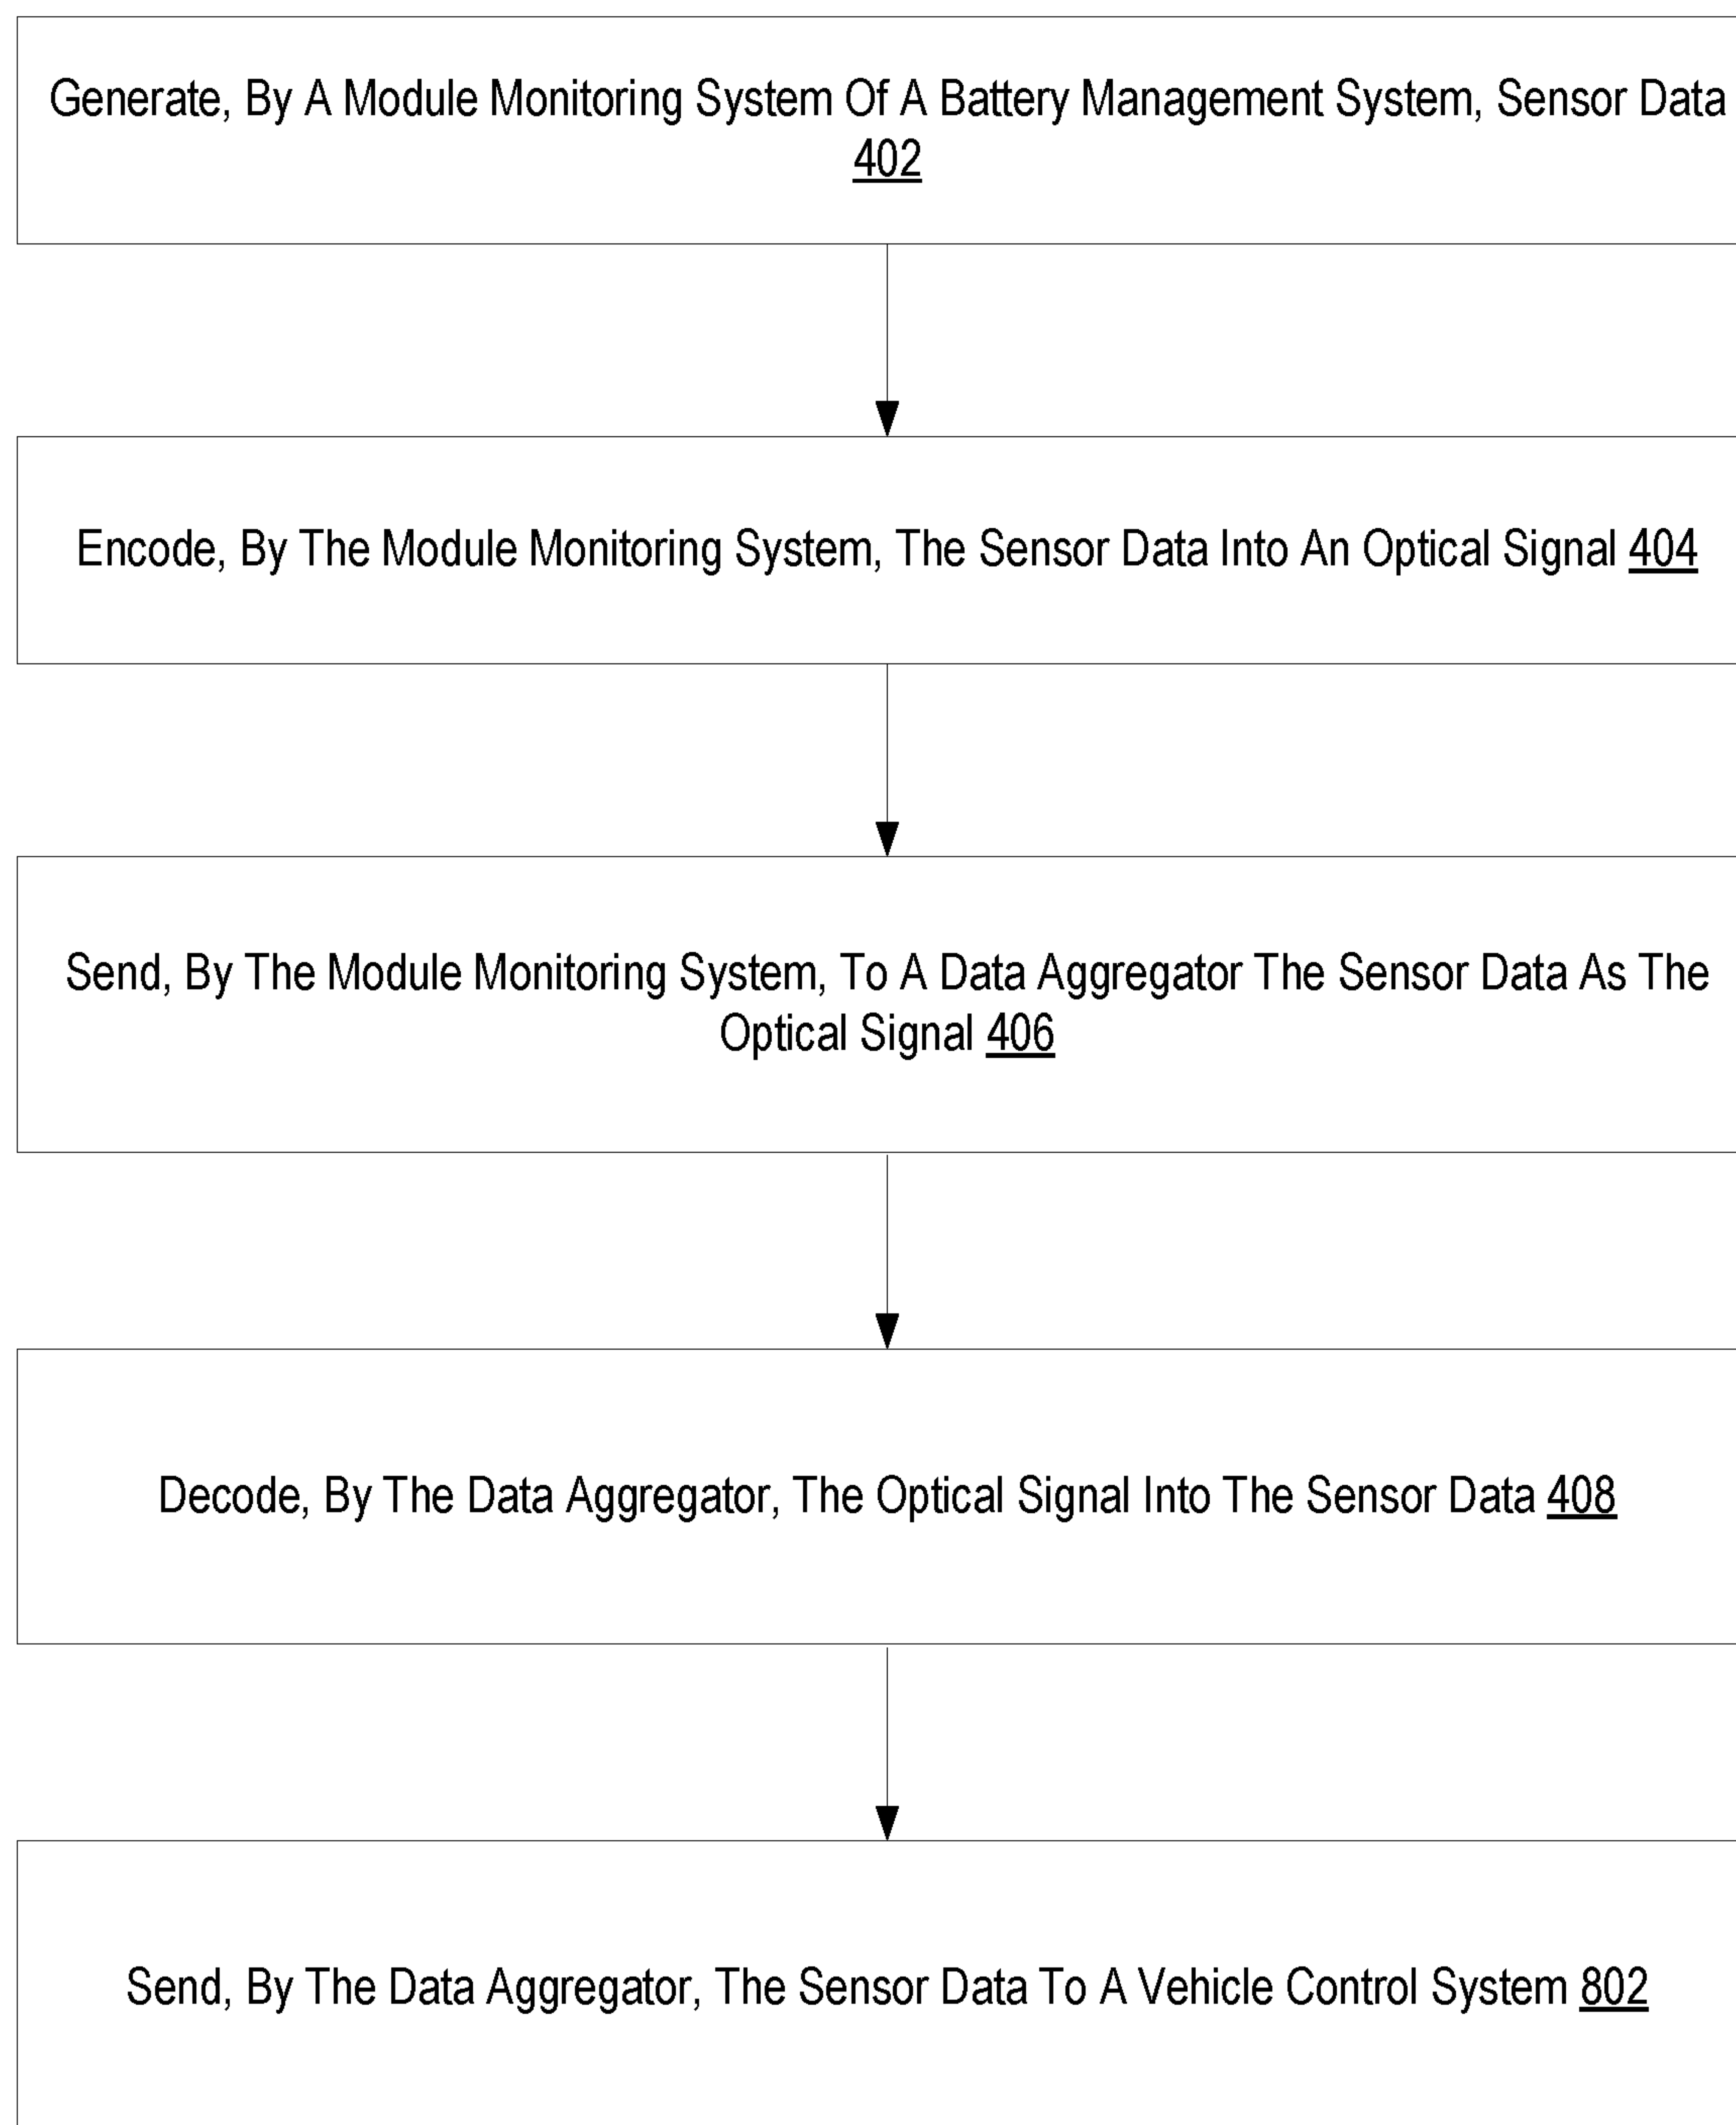 Generate, By A Module Monitoring System Of A Battery Management System, Sensor Data
402
Encode, By The Module Monitoring System, The Sensor Data Into An Optical Signal 404
Send, By The Module Monitoring System, To A Data Aggregator The Sensor Data As The
Optical Signal 406
Decode, By The Data Aggregator, The Optical Signal Into The Sensor Data 408
Send, By The Data Aggregator, The Sensor Data To A Vehicle Control System 802